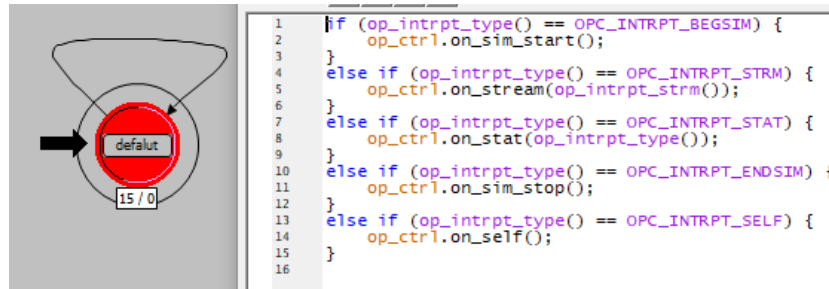 defalut
15 / 0
1 if (op_intrpt_type() == OPC_INTRPT_BEGSIM) {
2 op_ctrl.on_sim_start();
3 }
4 else if (op_intrpt_type() == OPC_INTRPT_STRM) {
5 op_ctrl.on_stream(op_intrpt_strm());
6 }
7 else if (op_intrpt_type() == OPC_INTRPT_STAT) {
8 op_ctrl.on_stat(op_intrpt_type());
9 }
10 else if (op_intrpt_type() == OPC_INTRPT_ENDSIM) {
11 op_ctrl.on_sim_stop();
12 }
13 else if (op_intrpt_type() == OPC_INTRPT_SELF) {
14 op_ctrl.on_self();
15 }
16